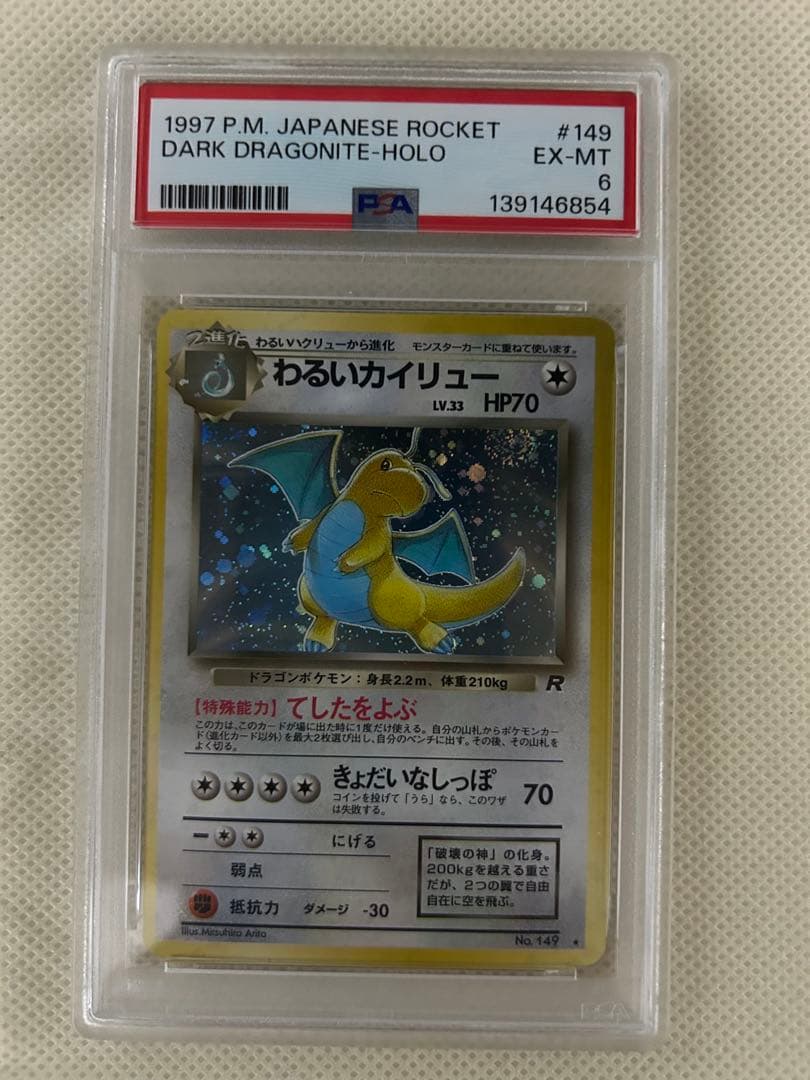 1997 P.M. JAPANESE ROCKET #149
DARK DRAGONITE-HOLO EX-MT
6
PSA 139146854
2進化 わるいハクリューから進化 モンスターカードに重ねて使います。
わるいカイリュー
LV.33 HP70
ドラゴンポケモン：身長2.2m、体重210kg R
【特殊能力】てしたをよぶ
この力は、このカードが場に出た時に1度だけ使える。自分の山札からポケモンカー
ド（進化カード以外）を最大2枚選び出し、自分のベンチに出す。その後、その山札を
よく切る。
きょだいなしっぽ 70
コインを投げて「うら」なら、このワザ
は失敗する。
ー にげる
弱点
抵抗力 ダメージ -30
「破壊の神」の化身。
200kgを越える重さ
だが、2つの翼で自由
自在に空を飛ぶ。
Illus. Mitsuhiro Arita
No. 149 ★
PSA